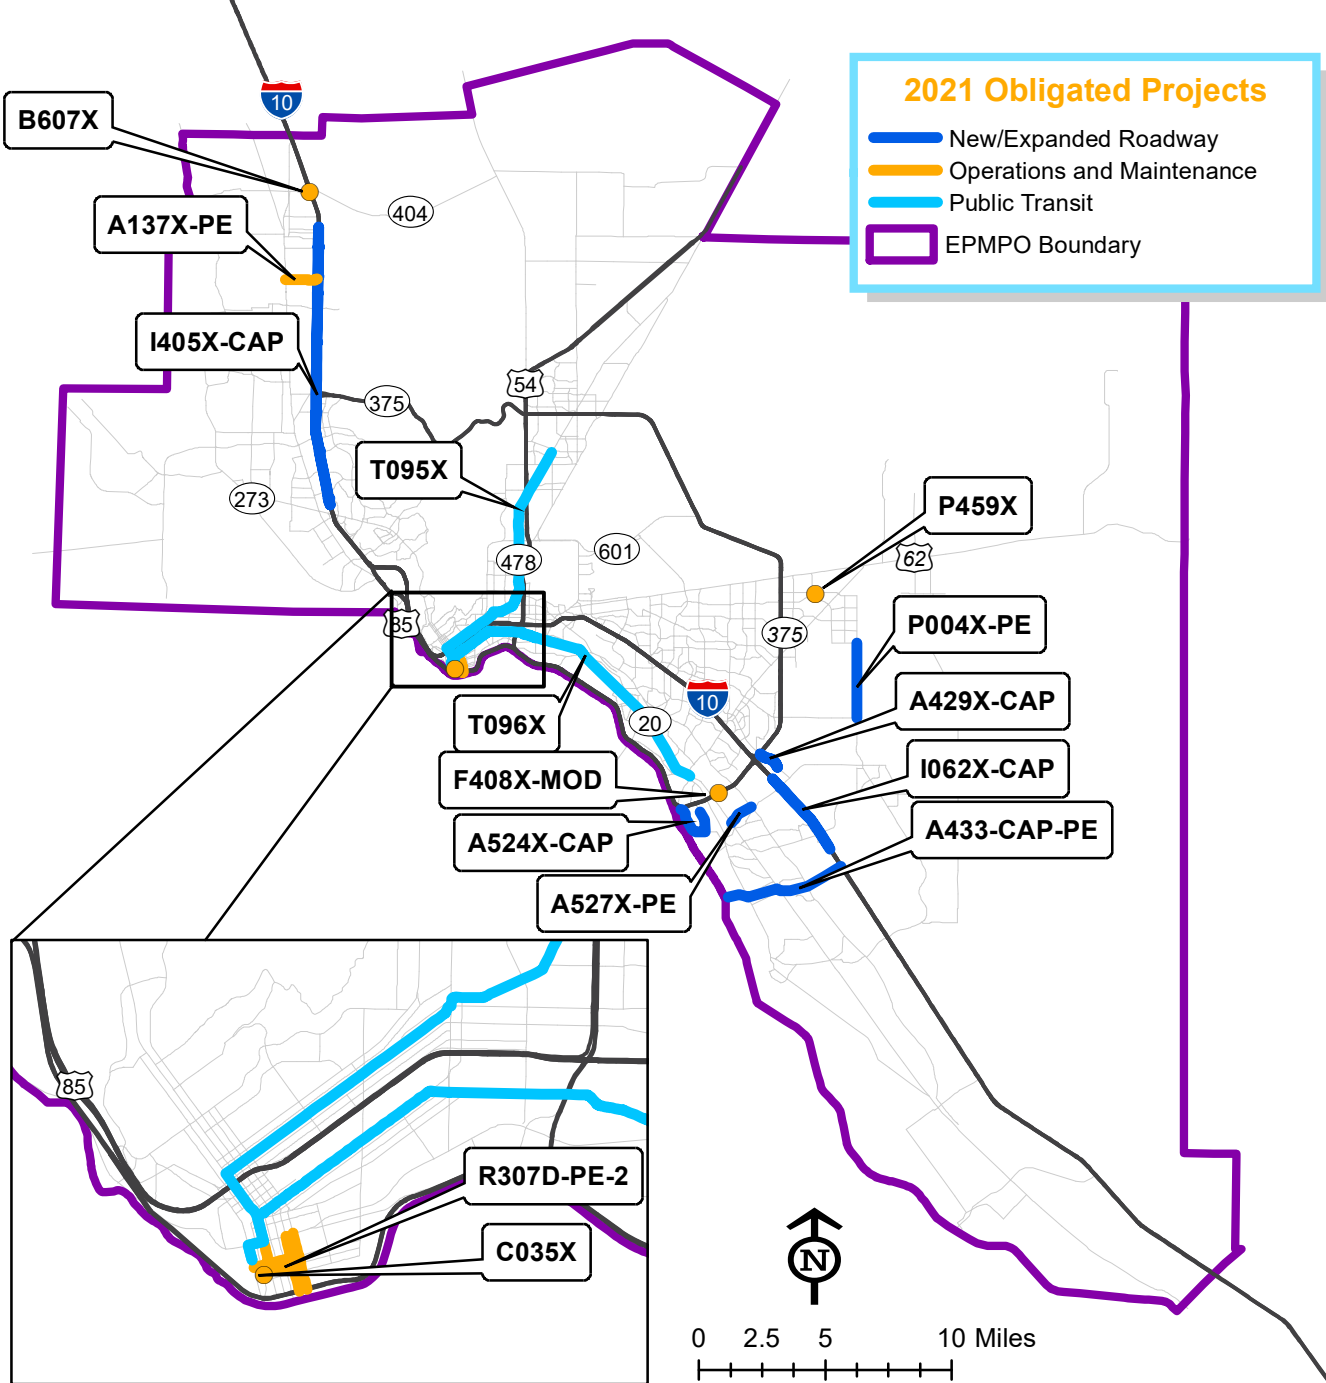 10
B607X
2021 Obligated Projects
New/Expanded Roadway
Operations and Maintenance
Public Transit
EPMPO Boundary
404
A137X-PE
I405X-CAP
54
375
T095X
273
P459X
478
601
62
85
375
P004X-PE
10
A429X-CAP
T096X
20
F408X-MOD
I062X-CAP
A524X-CAP
A433-CAP-PE
A527X-PE
85
R307D-PE-2
C035X
N
0 2.5 5 10 Miles